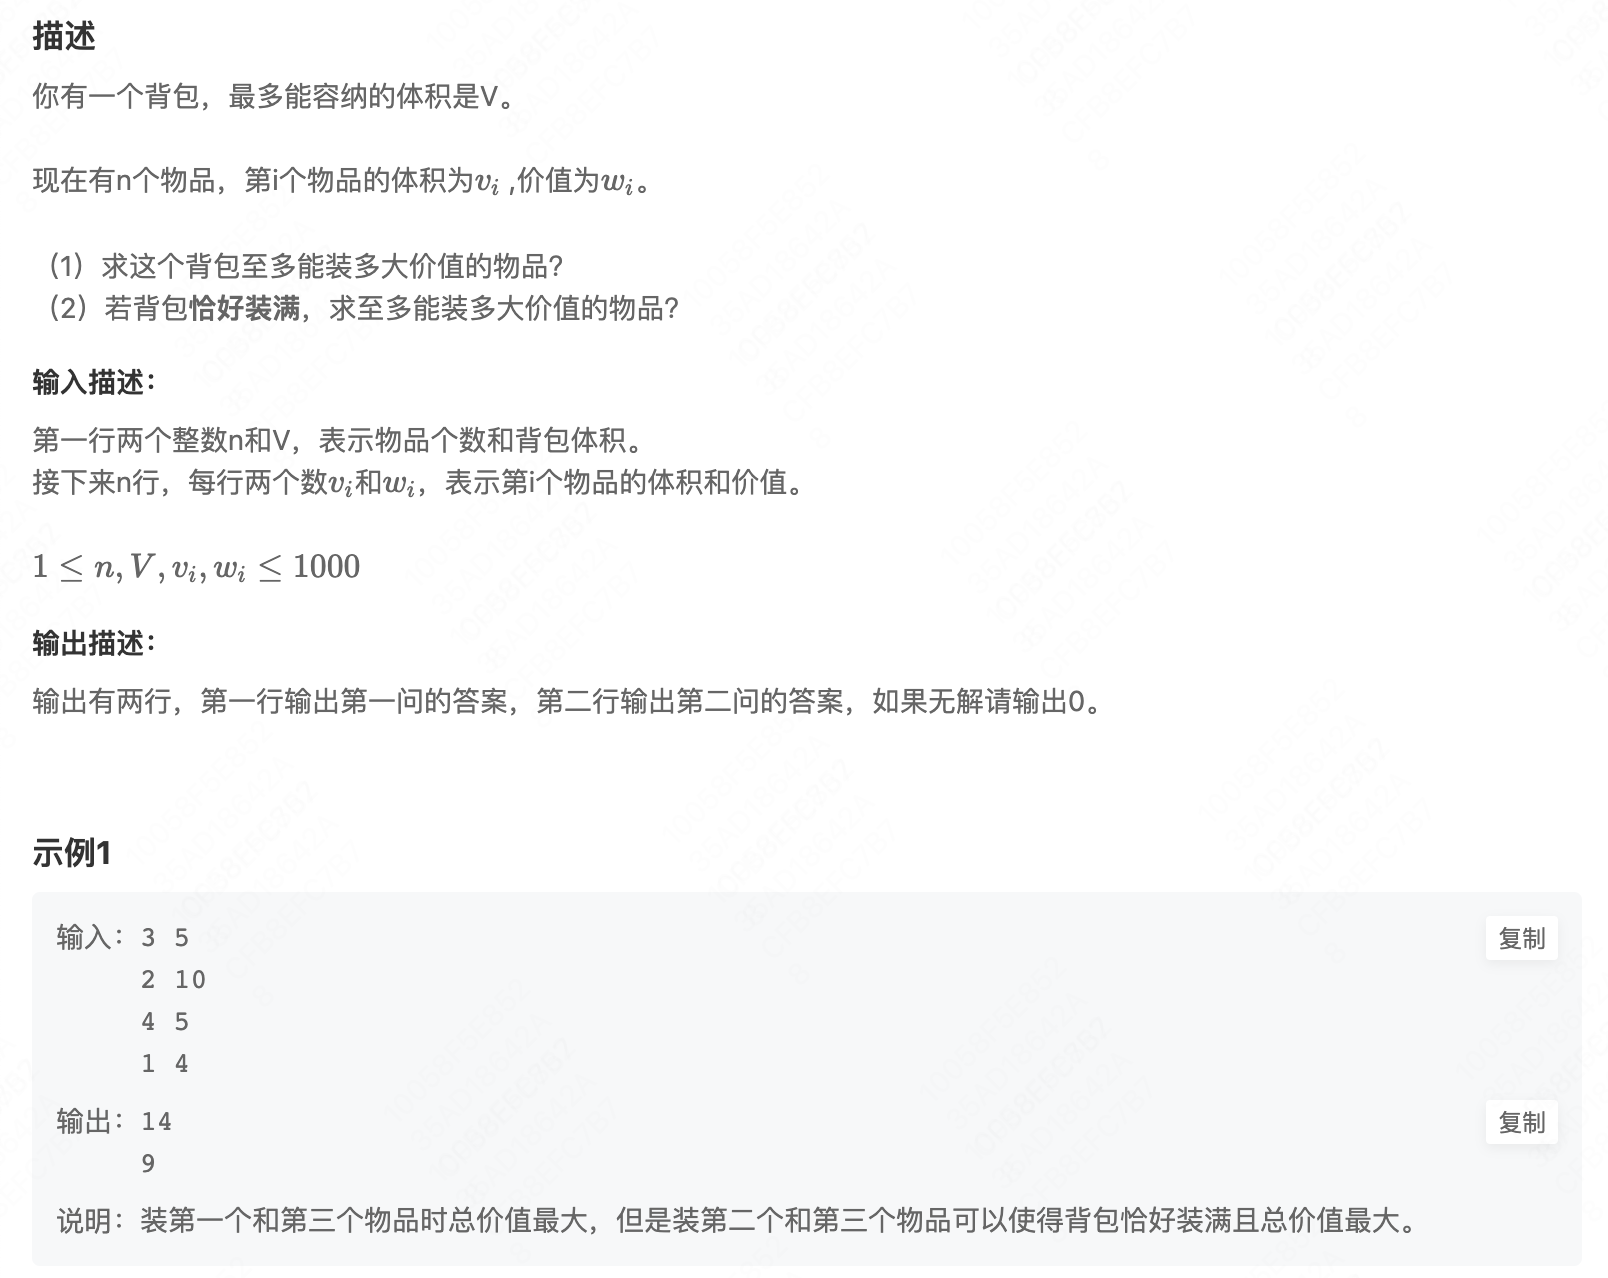 描述
你有一个背包，最多能容纳的体积是V。
现在有n个物品，第i个物品的体积为vᵢ ,价值为wᵢ。
（1）求这个背包至多能装多大价值的物品？
（2）若背包恰好装满，求至多能装多大价值的物品？
输入描述：
第一行两个整数n和V，表示物品个数和背包体积。
接下来n行，每行两个数vᵢ和wᵢ，表示第i个物品的体积和价值。
1 ≤ n, V, vᵢ, wᵢ ≤ 1000
输出描述：
输出有两行，第一行输出第一问的答案，第二行输出第二问的答案，如果无解请输出0。
示例1
输入：3 5
复制
2 10
4 5
1 4
输出：14
复制
9
说明：装第一个和第三个物品时总价值最大，但是装第二个和第三个物品可以使得背包恰好装满且总价值最大。